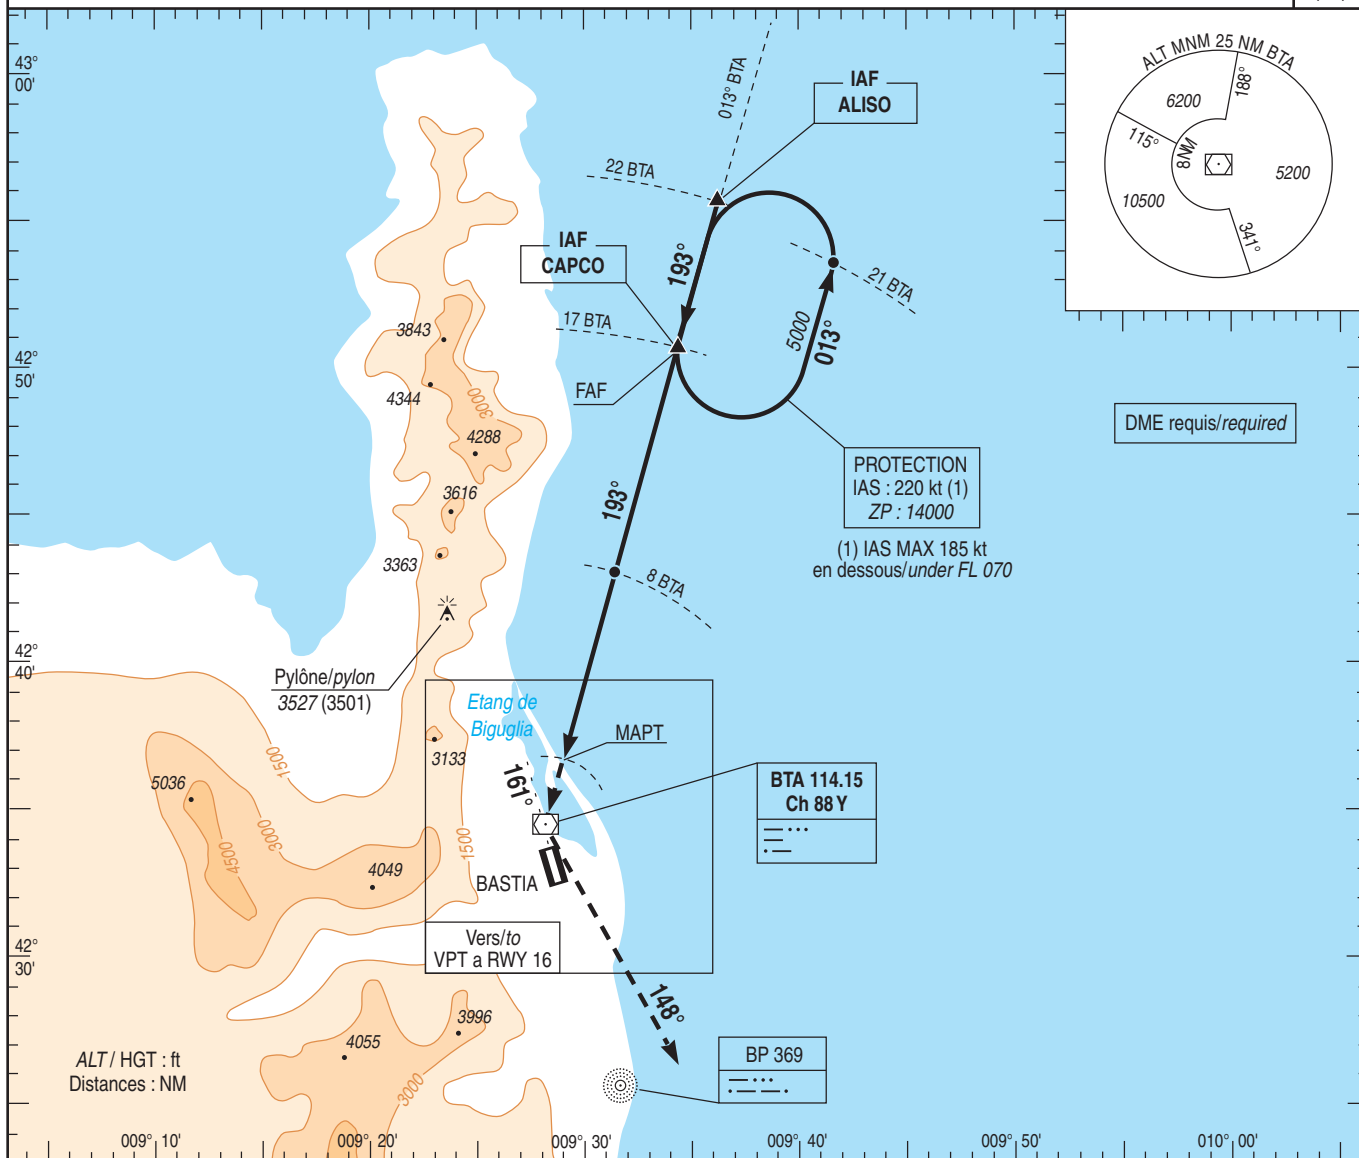 43°
00'
013° BTA
IAF
ALISO
ALT MNM 25 NM BTA
6200
188°
115°
8NM
5200
10500
341°
22 BTA
IAF
CAPCO
193°
21 BTA
17 BTA
5000
013°
3843
42°
50'
4344
3000
FAF
4288
DME requis/required
PROTECTION
IAS : 220 kt (1)
ZP : 14000
3616
193°
(1) IAS MAX 185 kt
en dessous/under FL 070
3363
8 BTA
42°
40'
Pylône/pylon
3527 (3501)
Etang de
Biguglia
MAPT
3133
1500
161°
BTA 114.15
Ch 88 Y
5036
3000
4500
1500
4049
BASTIA
42°
30'
Vers/to
VPT a RWY 16
148°
3996
4055
BP 369
3000
ALT / HGT : ft
Distances : NM
009° 10'
009° 20'
009° 30'
009° 40'
009° 50'
010° 00'